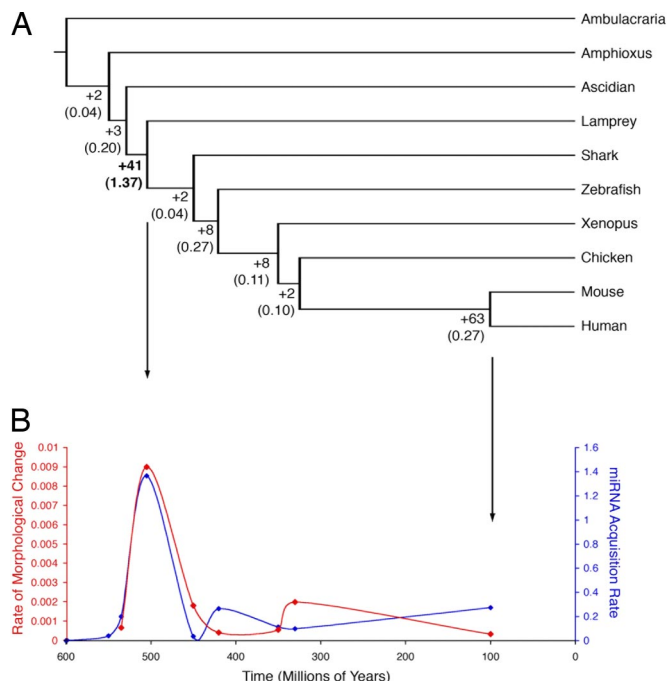 A
Ambulacraria
Amphioxus
+2
(0.04)
Ascidian
+3
(0.20)
Lamprey
+41
(1.37)
Shark
+2
(0.04)
Zebrafish
+8
(0.27)
Xenopus
+8
(0.11)
Chicken
+2
(0.10)
Mouse
+63
(0.27)
Human
B
Rate of Morphological Change
0.01
0.009
0.008
0.007
0.006
0.005
0.004
0.003
0.002
0.001
0
1.6
1.4
1.2
1
0.8
0.6
0.4
0.2
0
miRNA Acquisition Rate
600 500 400 300 200 100 0
Time (Millions of Years)